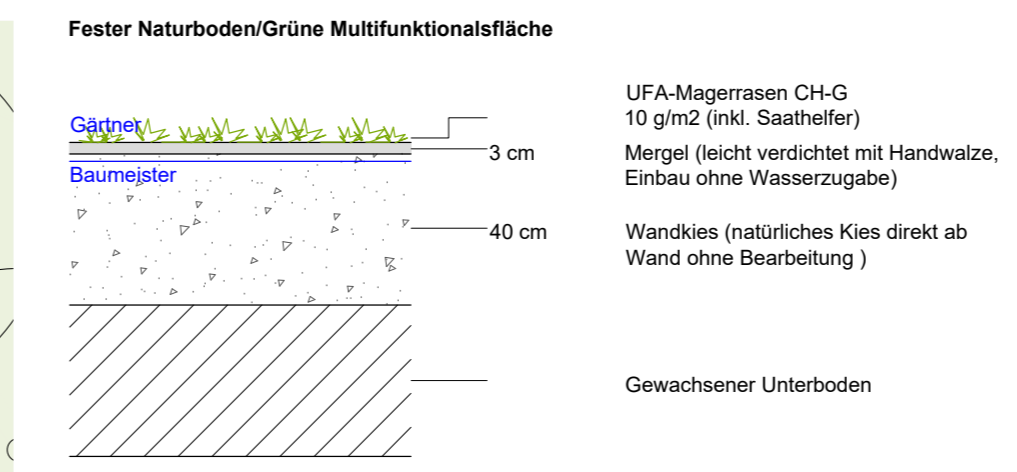 Fester Naturboden/Grüne Multifunktionalsfläche
UFA-Magerrasen CH-G
10 g/m2 (inkl. Saathelfer)
Gärtner
3 cm
Mergel (leicht verdichtet mit Handwalze,
Einbau ohne Wasserzugabe)
Baumeister
40 cm
Wandkies (natürliches Kies direkt ab
Wand ohne Bearbeitung )
Gewachsener Unterboden